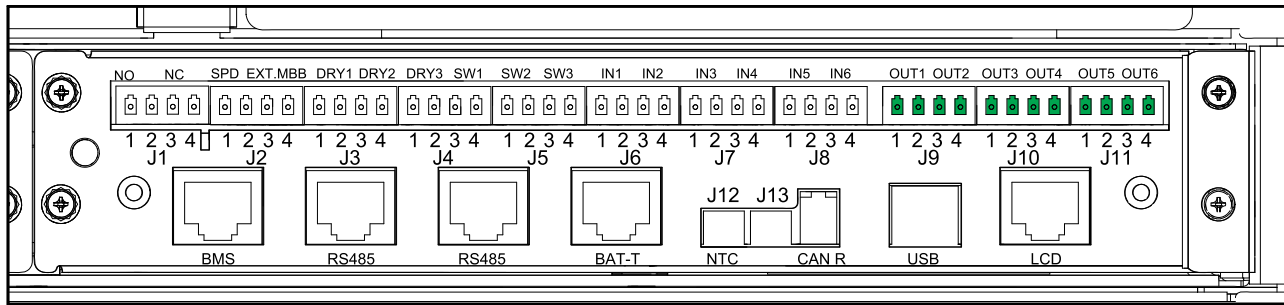 NO NC SPD EXT.MBB DRY1 DRY2 DRY3 SW1 SW2 SW3 IN1 IN2 IN3 IN4 IN5 IN6 OUT1 OUT2 OUT3 OUT4 OUT5 OUT6
1 2 3 4 1 2 3 4 1 2 3 4 1 2 3 4 1 2 3 4 1 2 3 4 1 2 3 4 1 2 3 4 1 2 3 4 1 2 3 4 1 2 3 4
J1 J2 J3 J4 J5 J6 J7 J8 J9 J10 J11
J12 J13
BMS RS485 RS485 BAT-T NTC CAN R USB LCD